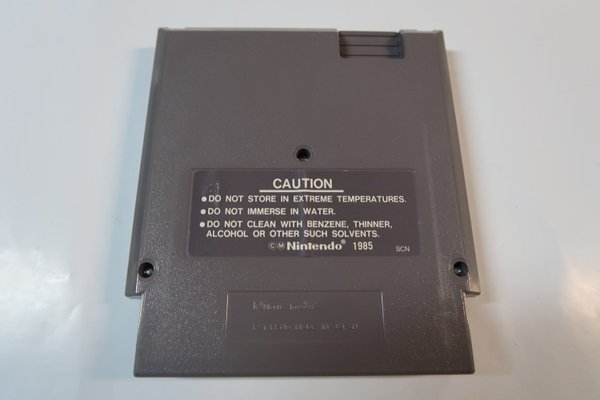 CAUTION
●DO NOT STORE IN EXTREME TEMPERATURES.
●DO NOT IMMERSE IN WATER.
●DO NOT CLEAN WITH BENZENE, THINNER,
ALCOHOL OR OTHER SUCH SOLVENTS.
©Ⓜ Nintendo® 1985 SCN